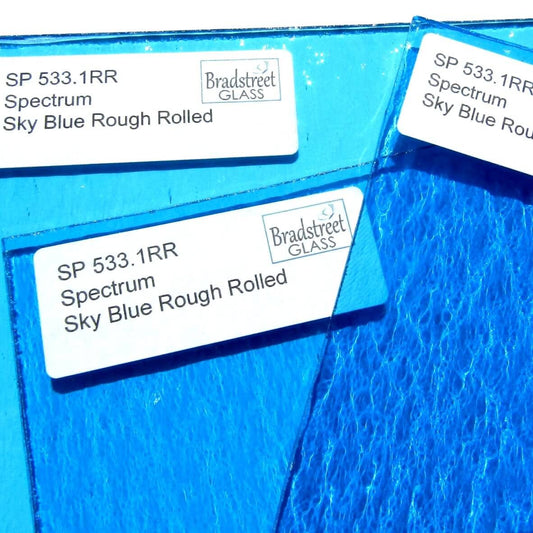 SP 533.1RR
Spectrum
Sky Blue Rough Rolled
Bradstreet
GLASS
SP 533.1RR
Spectrum
Sky Blue Rou
SP 533.1RR
Spectrum
Sky Blue Rough Rolled
Bradstreet
GLASS